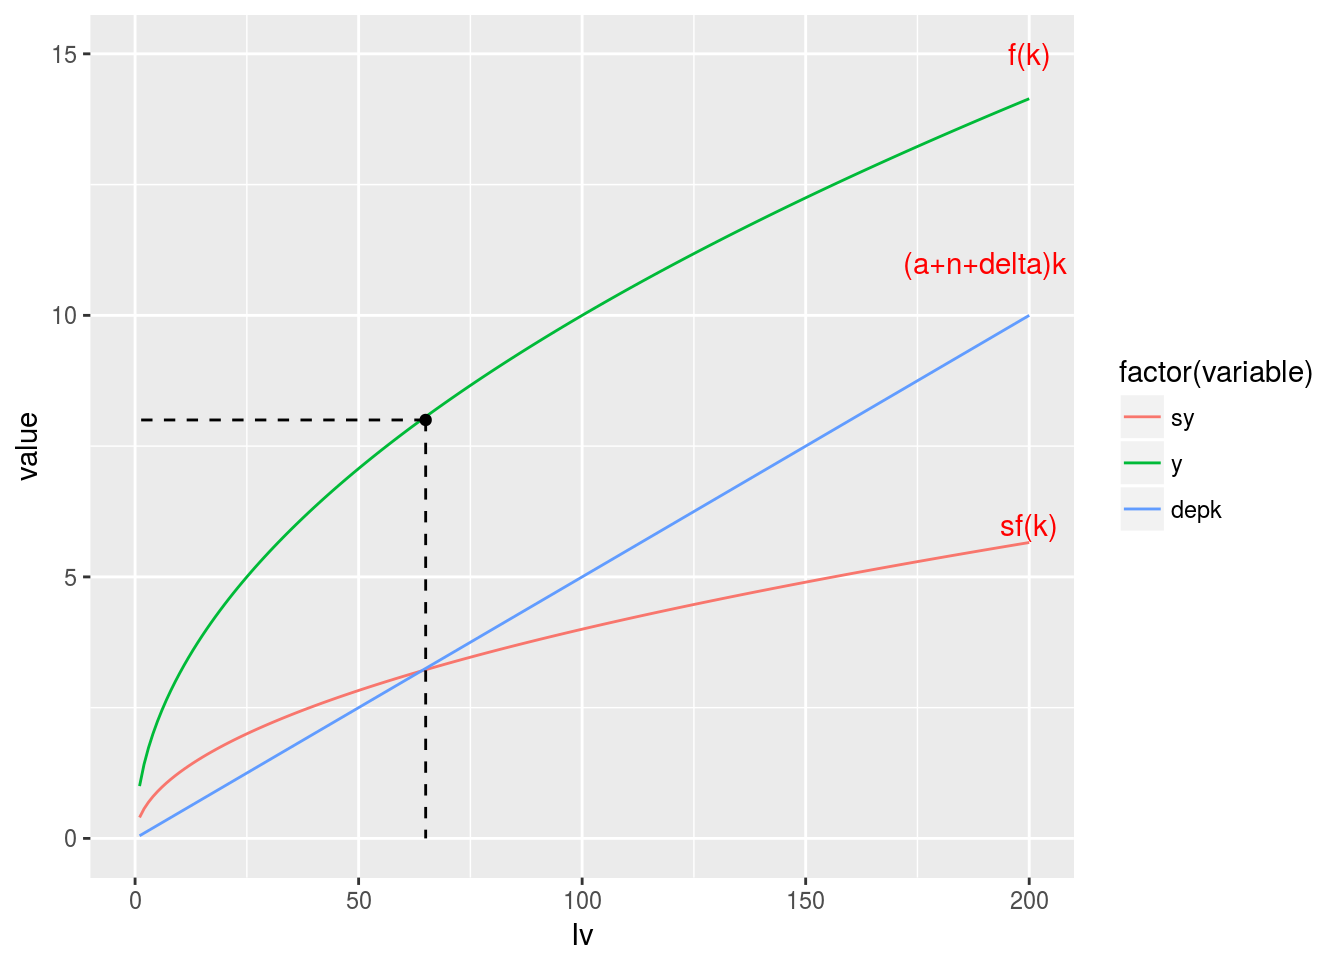 f(k)
(a+n+delta)k
sf(k)
15
10
5
0
value
0 50 100 150 200
lv
factor(variable)
sy
y
depk